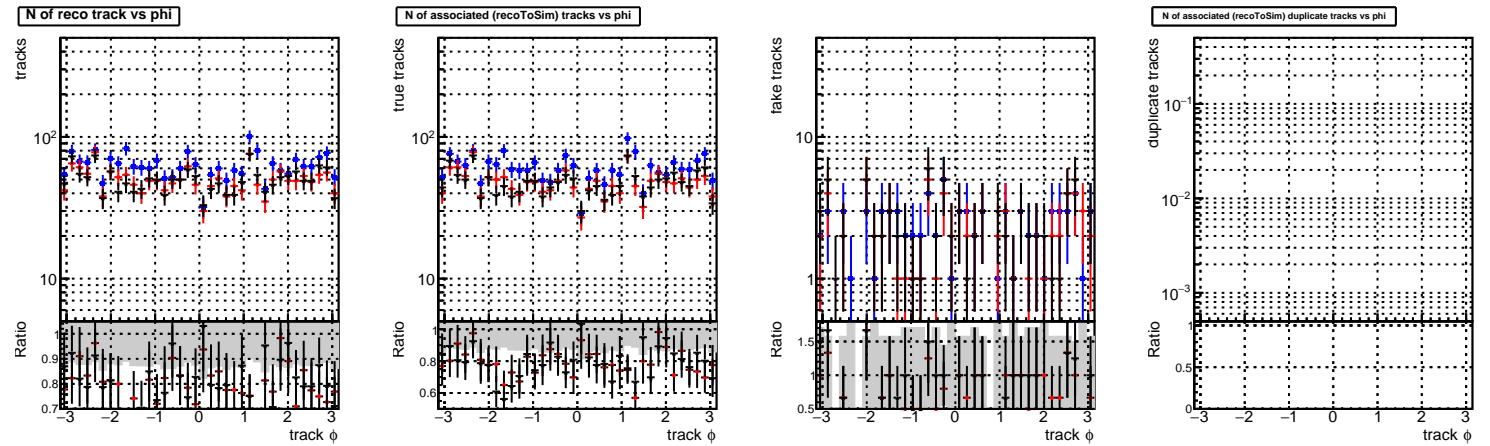 N of reco track vs phi
tracks
10²
10
Ratio
1
0.9
0.8
0.7
−3 −2 −1 0 1 2 3
track ϕ
N of associated (recoToSim) tracks vs phi
true tracks
10²
10
Ratio
1
0.8
0.6
−3 −2 −1 0 1 2 3
track ϕ
fake tracks
10
1
Ratio
1.5
1
0.5
−3 −2 −1 0 1 2 3
track ϕ
N of associated (recoToSim) duplicate tracks vs phi
duplicate tracks
10⁻¹
10⁻²
10⁻³
Ratio
1
0.5
0
−3 −2 −1 0 1 2 3
track ϕ